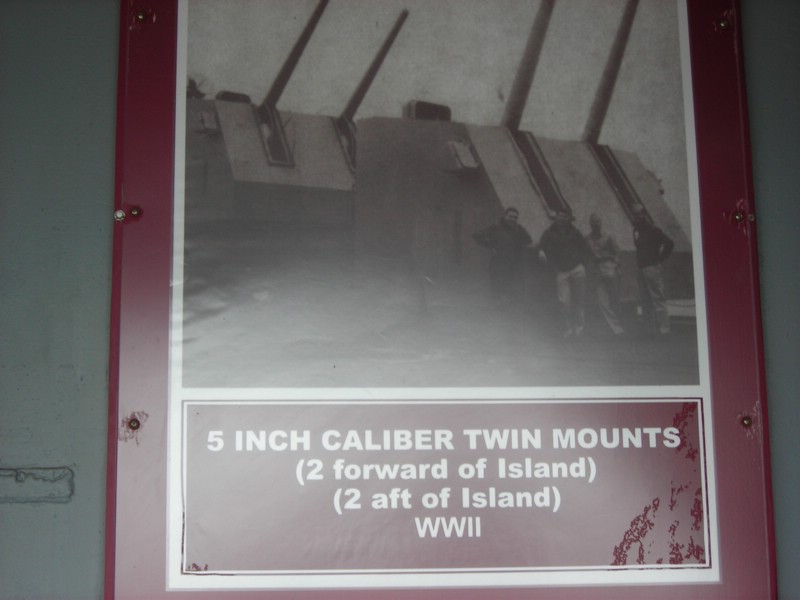 5 INCH CALIBER TWIN MOUNTS
(2 forward of Island)
(2 aft of Island)
WWII